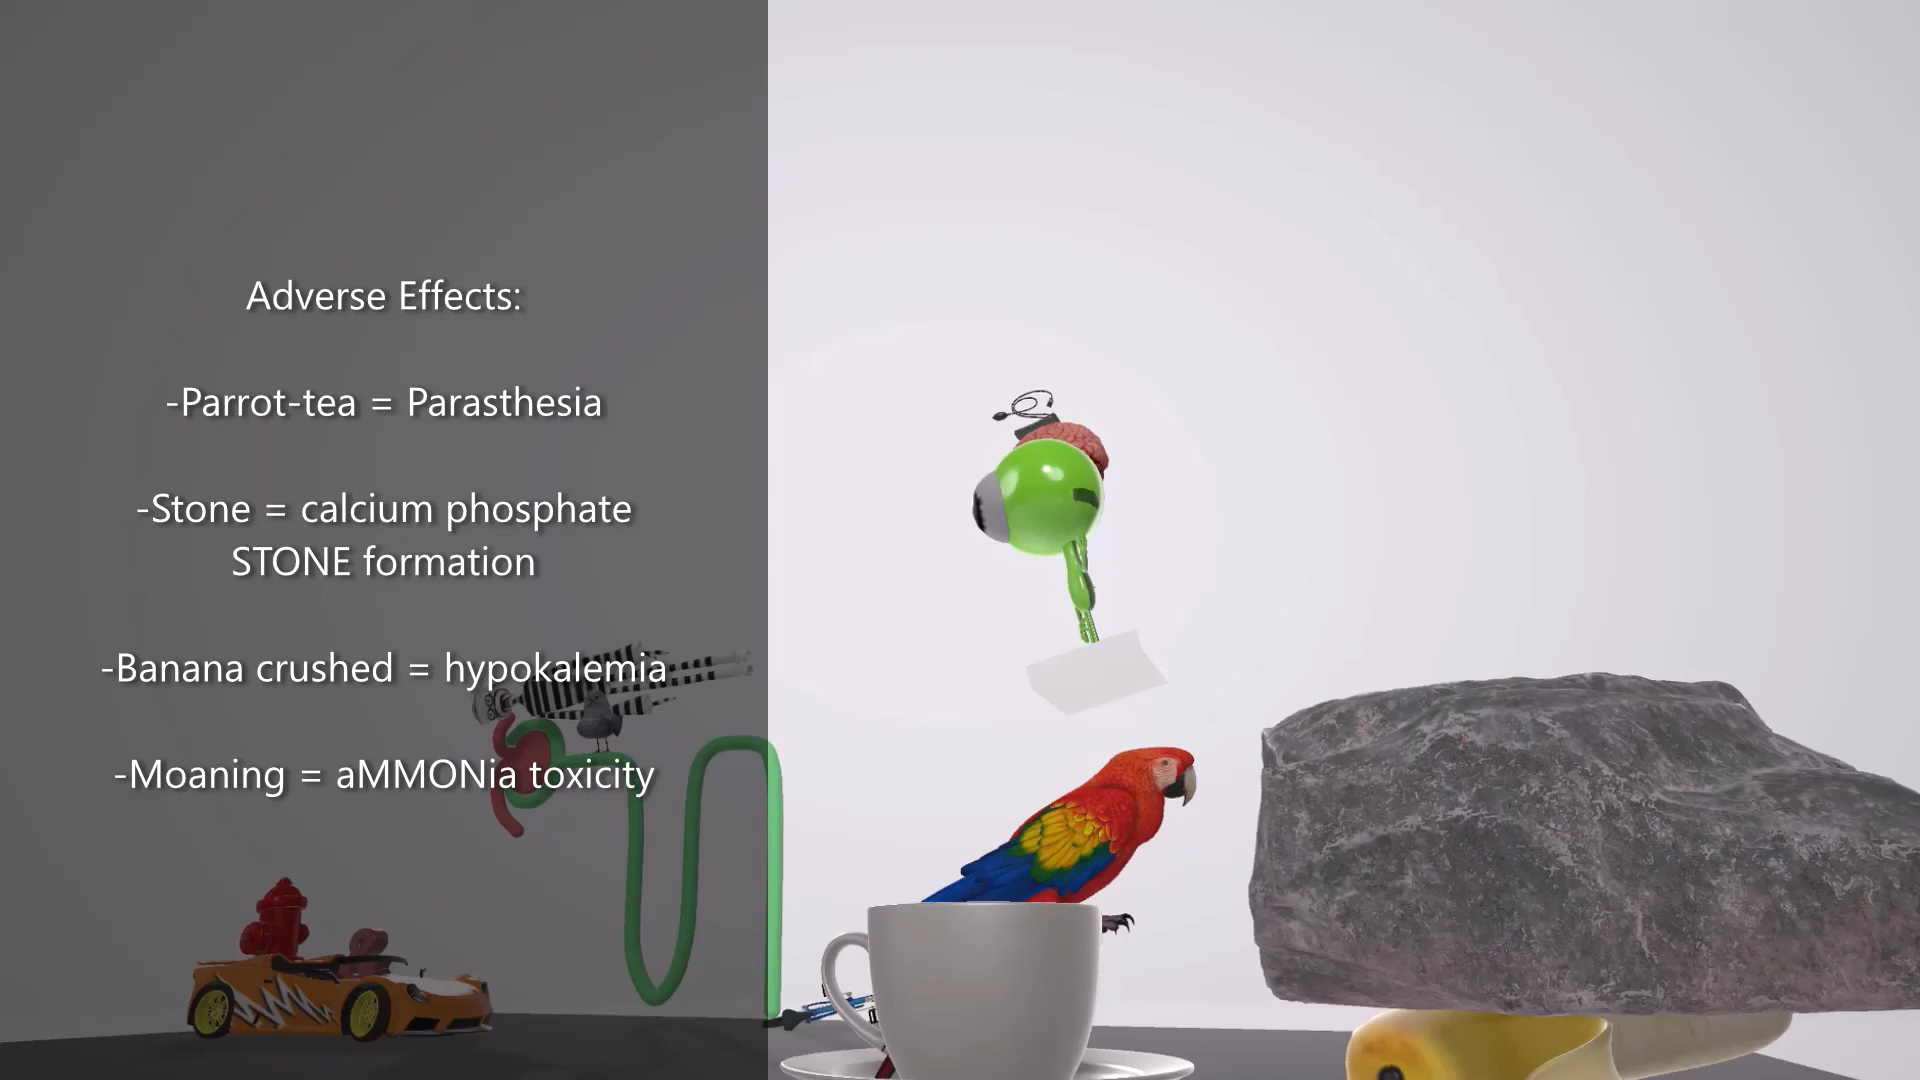 Adverse Effects:
-Parrot-tea = Parasthesia
-Stone = calcium phosphate
STONE formation
-Banana crushed = hypokalemia
-Moaning = aMMONia toxicity